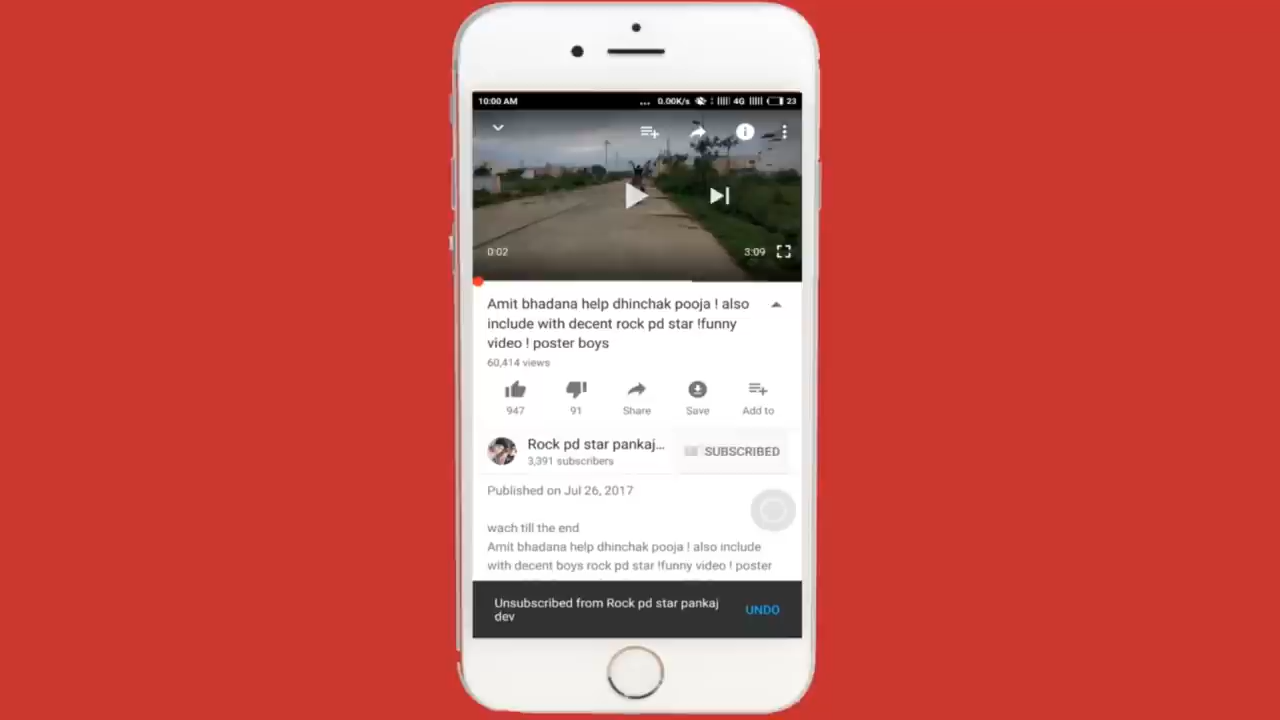 10:00 AM ... 0.00K/s 4G 23
0:02 3:09
Amit bhadana help dhinchak pooja ! also
include with decent rock pd star !funny
video ! poster boys
60,414 views
947 91 Share Save Add to
Rock pd star pankaj...
SUBSCRIBED
3,391 subscribers
Published on Jul 26, 2017
wach till the end
Amit bhadana help dhinchak pooja ! also include
with decent boys rock pd star !funny video ! poster
Unsubscribed from Rock pd star pankaj
dev
UNDO